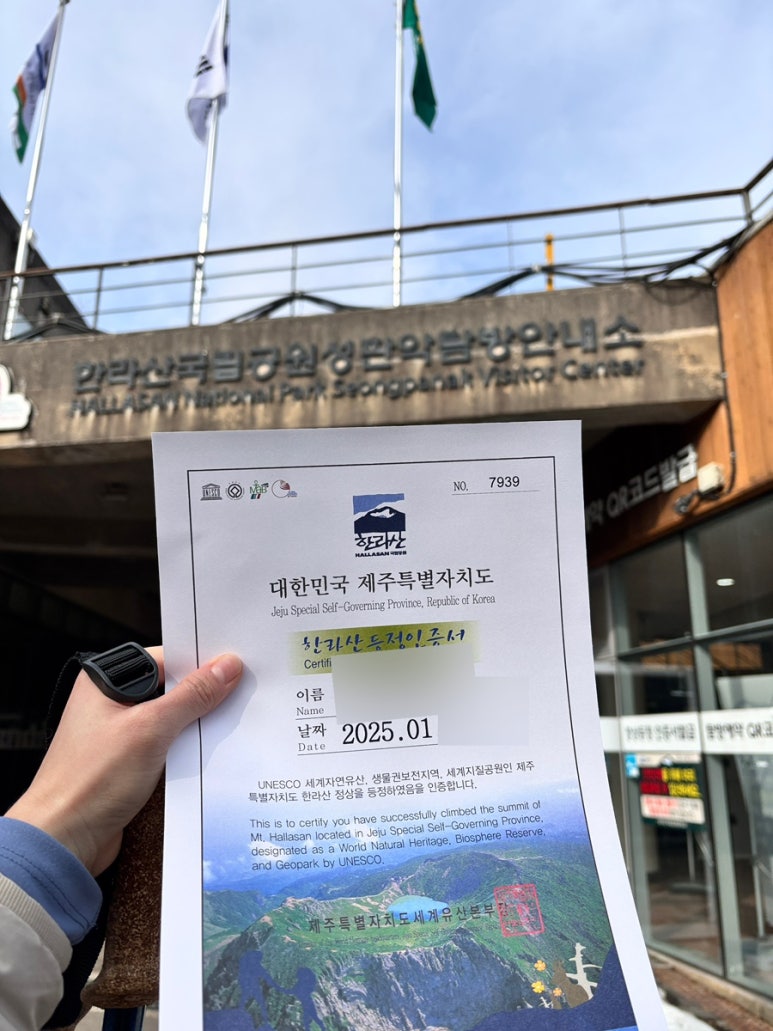 한라산국립공원성판악탐방안내소
HALLASAN National Park Seongpanak Visitor Center
QR코드발급
NO. 7939
한라산
HALLASAN 국립공원
대한민국 제주특별자치도
Jeju Special Self-Governing Province, Republic of Korea
한라산등정인증서
Certifi
이름
Name
날짜
Date
2025.01
UNESCO 세계자연유산, 생물권보전지역, 세계지질공원인 제주
특별자치도 한라산 정상을 등정하였음을 인증합니다.
This is to certify you have successfully climbed the summit of
Mt. Hallasan located in Jeju Special Self-Governing Province,
designated as a World Natural Heritage, Biosphere Reserve,
and Geopark by UNESCO.
제주특별자치도세계유산본부장